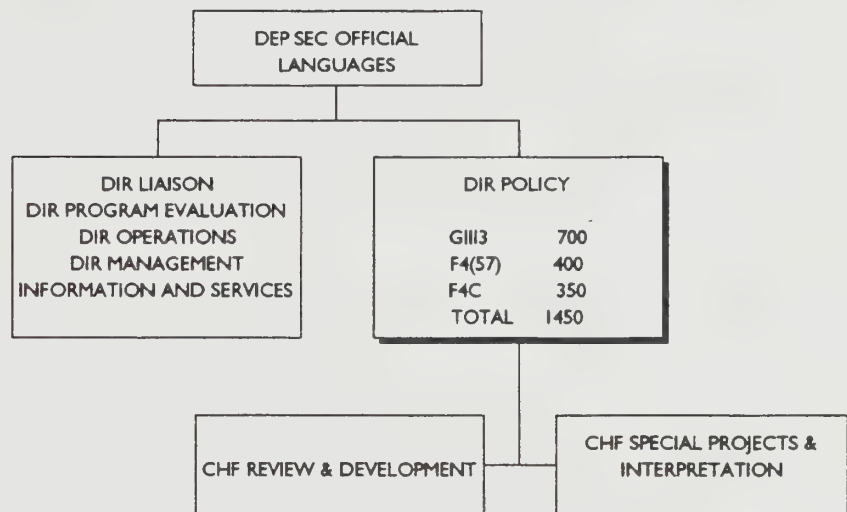 DEP SEC OFFICIAL
LANGUAGES
DIR LIAISON
DIR PROGRAM EVALUATION
DIR OPERATIONS
DIR MANAGEMENT
INFORMATION AND SERVICES
DIR POLICY
GIII3 700
F4(57) 400
F4C 350
TOTAL 1450
CHF REVIEW & DEVELOPMENT
CHF SPECIAL PROJECTS &
INTERPRETATION